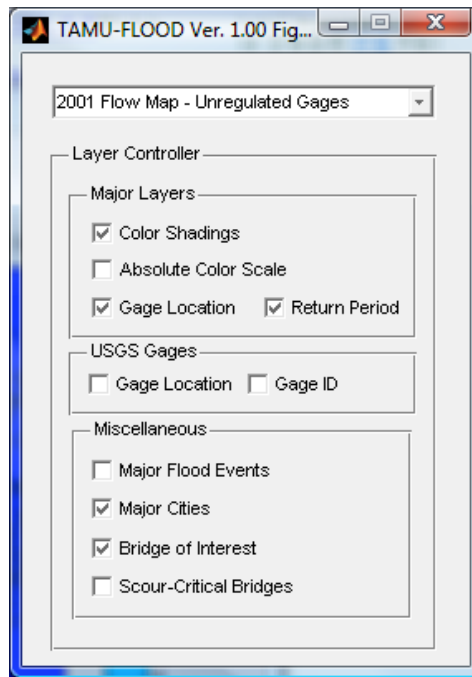 TAMU-FLOOD Ver. 1.00 Fig...
2001 Flow Map - Unregulated Gages
Layer Controller
Major Layers
Color Shadings
Absolute Color Scale
Gage Location Return Period
USGS Gages
Gage Location Gage ID
Miscellaneous
Major Flood Events
Major Cities
Bridge of Interest
Scour-Critical Bridges